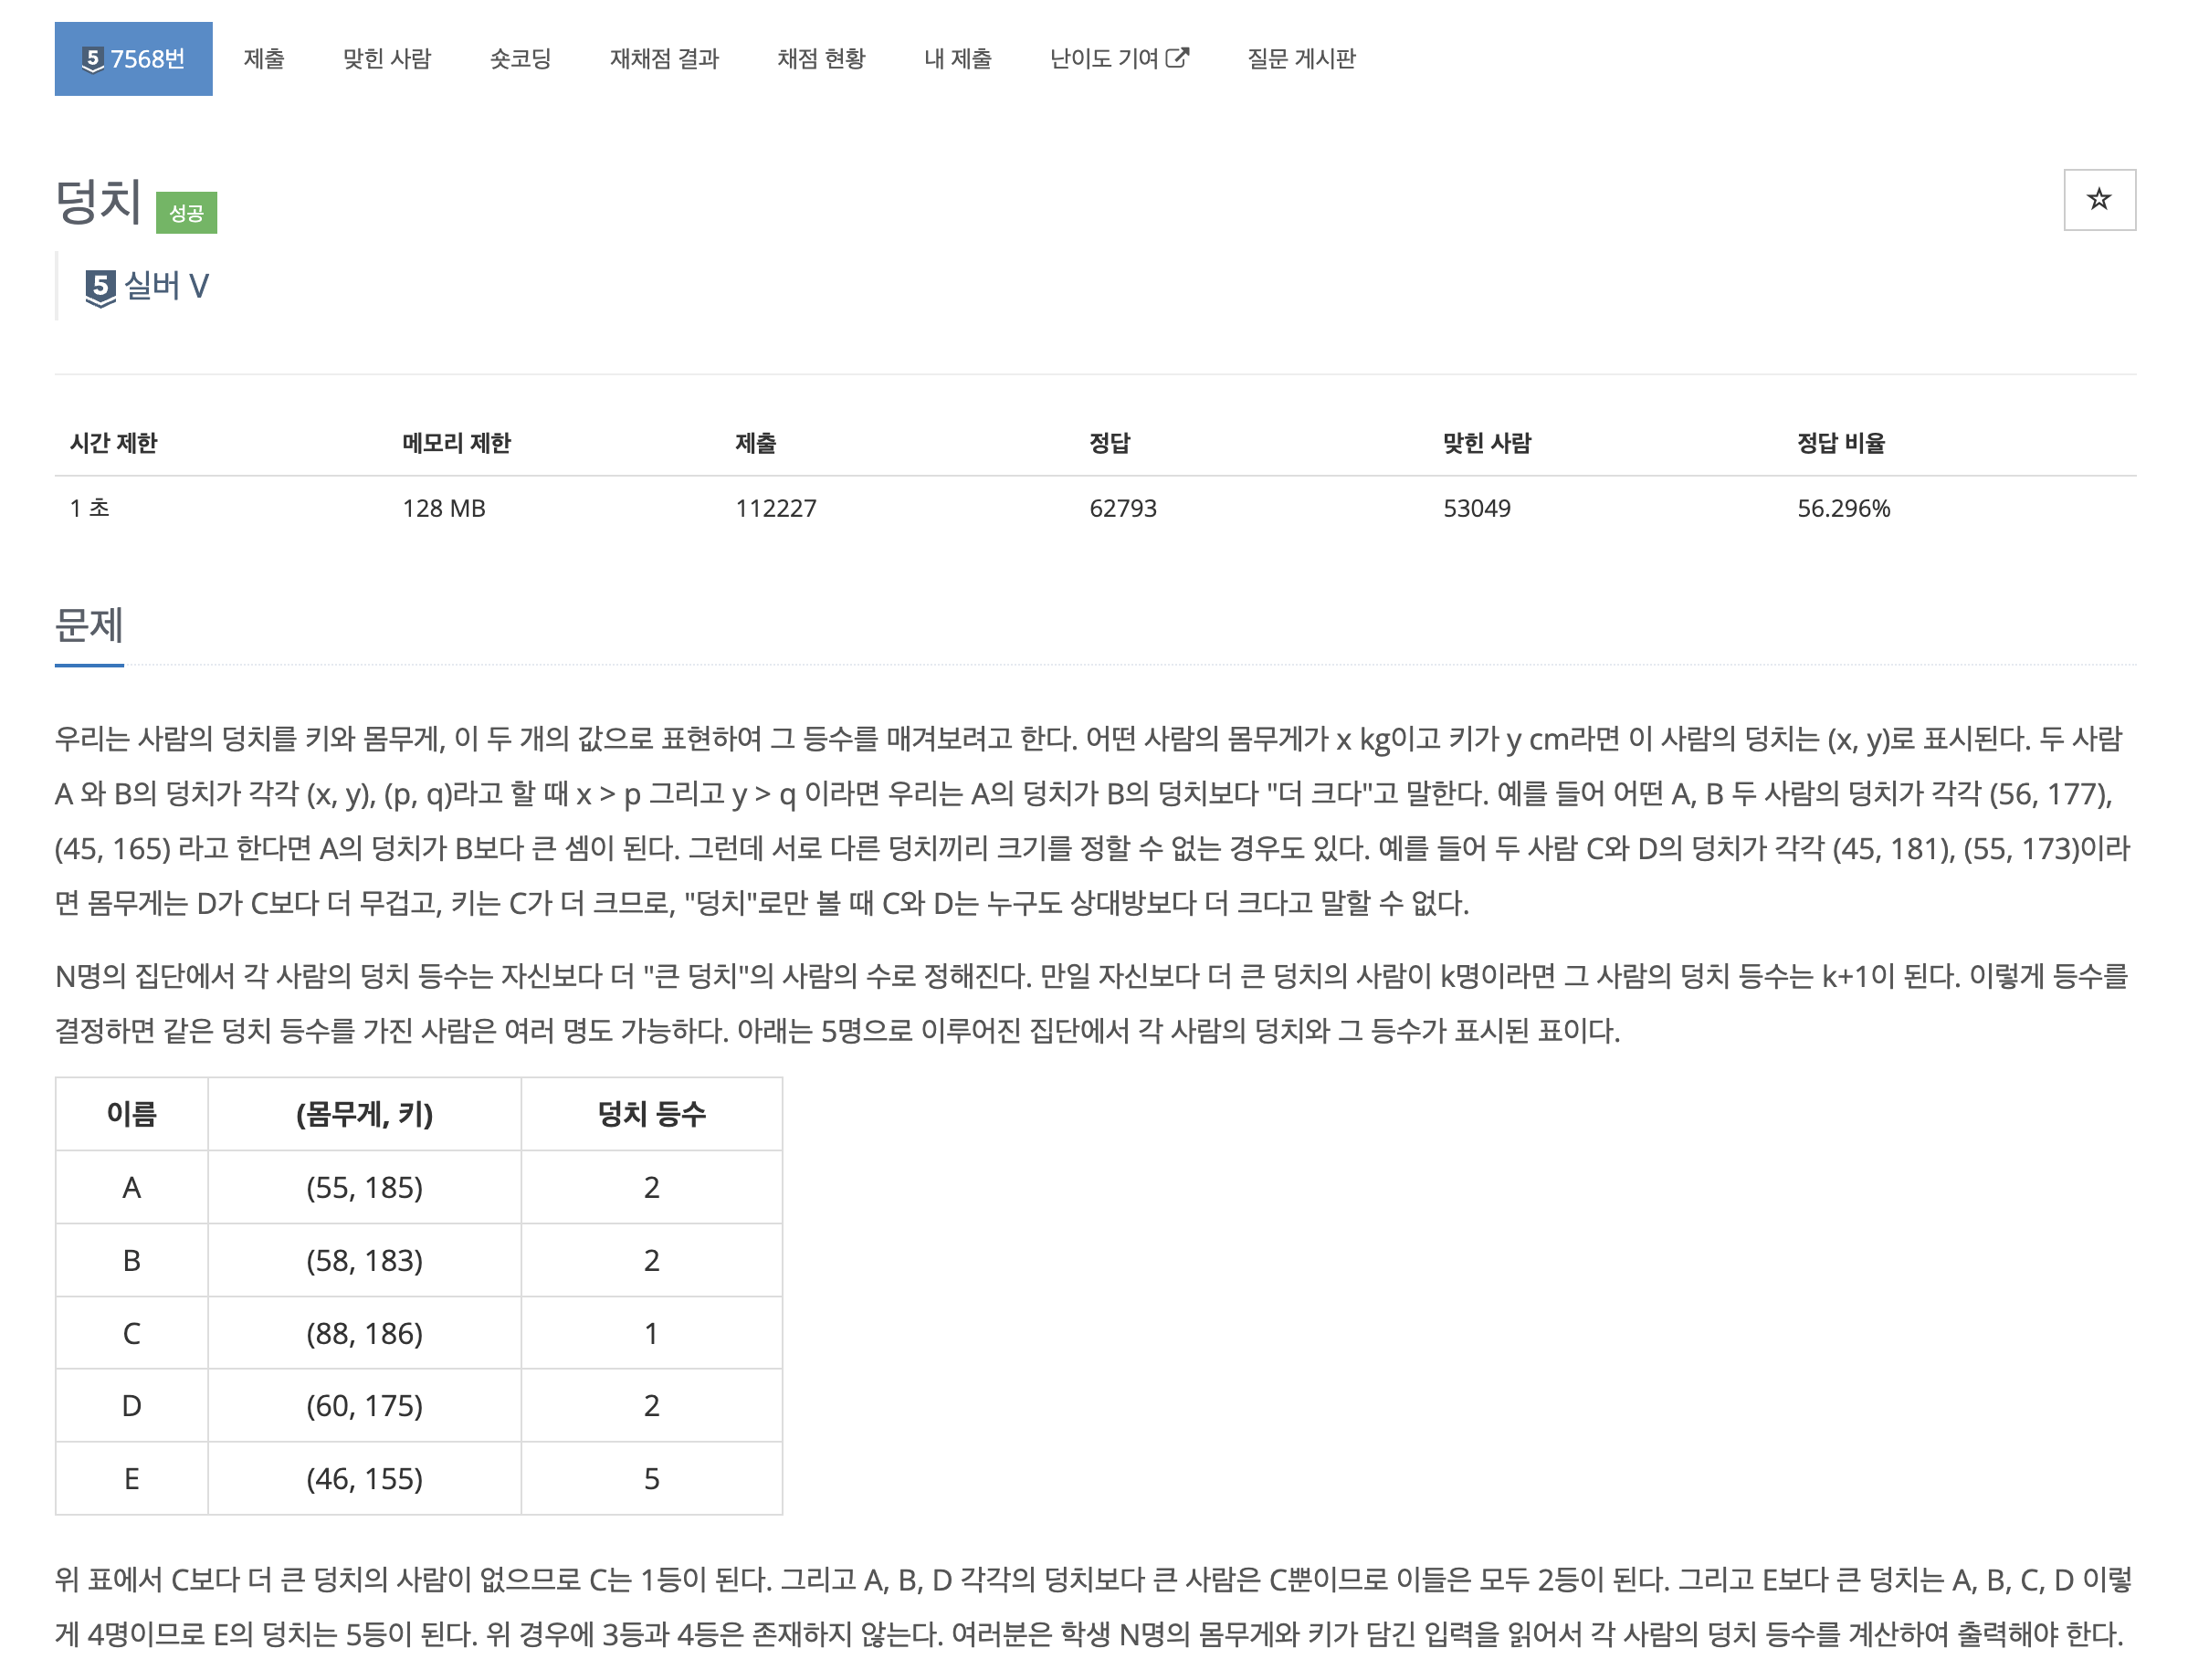 5 7568번 제출 맞힌 사람 숏코딩 재채점 결과 채점 현황 내 제출 난이도 기여 질문 게시판
덩치 성공
5 실버 V
시간 제한 메모리 제한 제출 정답 맞힌 사람 정답 비율
1 초 128 MB 112227 62793 53049 56.296%
문제
우리는 사람의 덩치를 키와 몸무게, 이 두 개의 값으로 표현하여 그 등수를 매겨보려고 한다. 어떤 사람의 몸무게가 x kg이고 키가 y cm라면 이 사람의 덩치는 (x, y)로 표시된다. 두 사람
A 와 B의 덩치가 각각 (x, y), (p, q)라고 할 때 x > p 그리고 y > q 이라면 우리는 A의 덩치가 B의 덩치보다 "더 크다"고 말한다. 예를 들어 어떤 A, B 두 사람의 덩치가 각각 (56, 177),
(45, 165) 라고 한다면 A의 덩치가 B보다 큰 셈이 된다. 그런데 서로 다른 덩치끼리 크기를 정할 수 없는 경우도 있다. 예를 들어 두 사람 C와 D의 덩치가 각각 (45, 181), (55, 173)이라
면 몸무게는 D가 C보다 더 무겁고, 키는 C가 더 크므로, "덩치"로만 볼 때 C와 D는 누구도 상대방보다 더 크다고 말할 수 없다.
N명의 집단에서 각 사람의 덩치 등수는 자신보다 더 "큰 덩치"의 사람의 수로 정해진다. 만일 자신보다 더 큰 덩치의 사람이 k명이라면 그 사람의 덩치 등수는 k+1이 된다. 이렇게 등수를
결정하면 같은 덩치 등수를 가진 사람은 여러 명도 가능하다. 아래는 5명으로 이루어진 집단에서 각 사람의 덩치와 그 등수가 표시된 표이다.
이름 (몸무게, 키) 덩치 등수
A (55, 185) 2
B (58, 183) 2
C (88, 186) 1
D (60, 175) 2
E (46, 155) 5
위 표에서 C보다 더 큰 덩치의 사람이 없으므로 C는 1등이 된다. 그리고 A, B, D 각각의 덩치보다 큰 사람은 C뿐이므로 이들은 모두 2등이 된다. 그리고 E보다 큰 덩치는 A, B, C, D 이렇
게 4명이므로 E의 덩치는 5등이 된다. 위 경우에 3등과 4등은 존재하지 않는다. 여러분은 학생 N명의 몸무게와 키가 담긴 입력을 읽어서 각 사람의 덩치 등수를 계산하여 출력해야 한다.